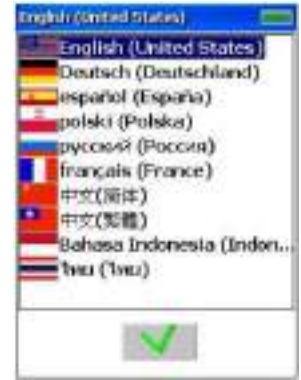 English (United States)
English (United States)
Deutsch (Deutschland)
español (España)
polski (Polska)
русский (Россия)
français (France)
中文(简体)
中文(繁體)
Bahasa Indonesia (Indon...
ไทย (ไทย)